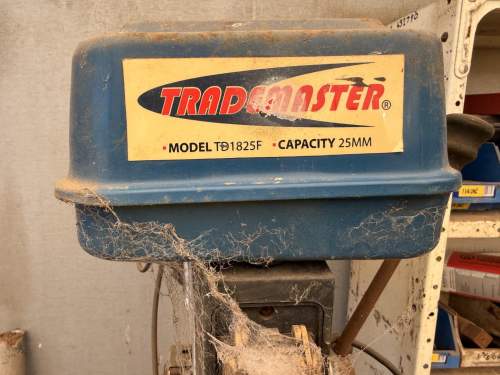 TRADEMASTER®
• MODEL TD1825F • CAPACITY 25MM